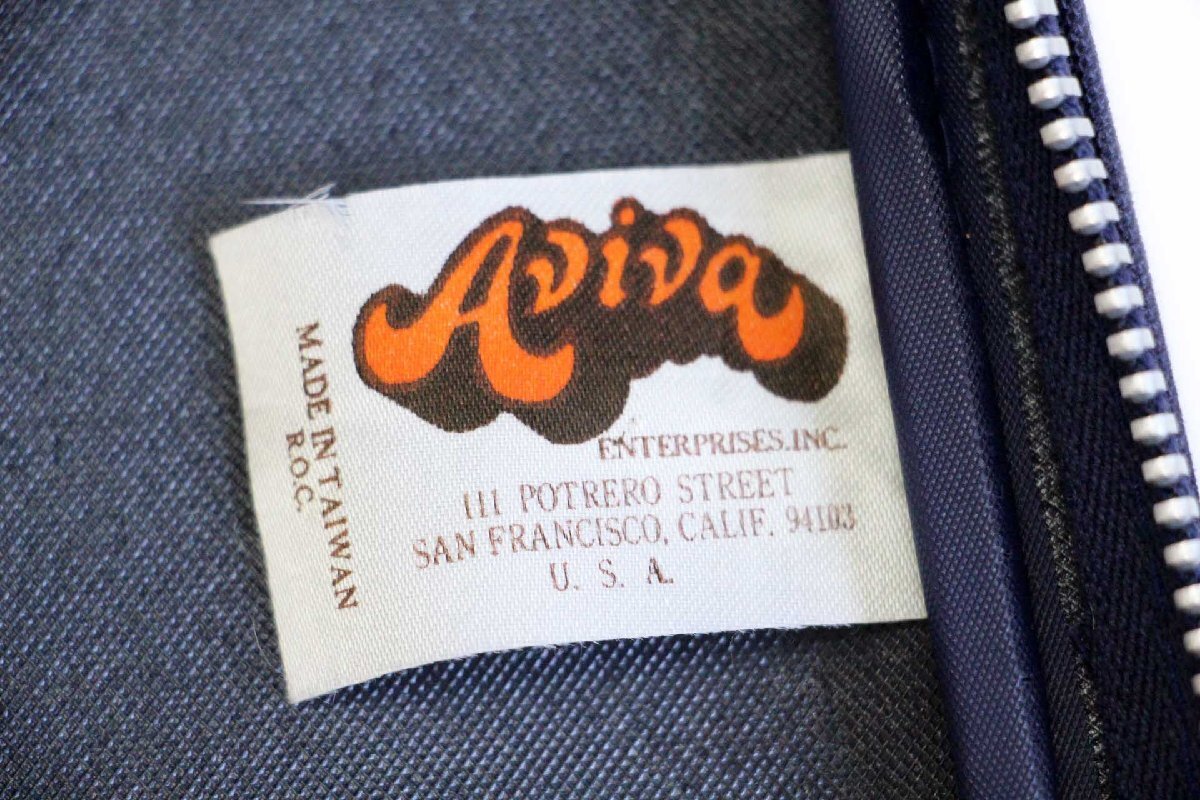 Aviva
ENTERPRISES.INC.
111 POTRERO STREET
SAN FRANCISCO, CALIF. 94103
U. S. A.
MADE IN TAIWAN
R.O.C.